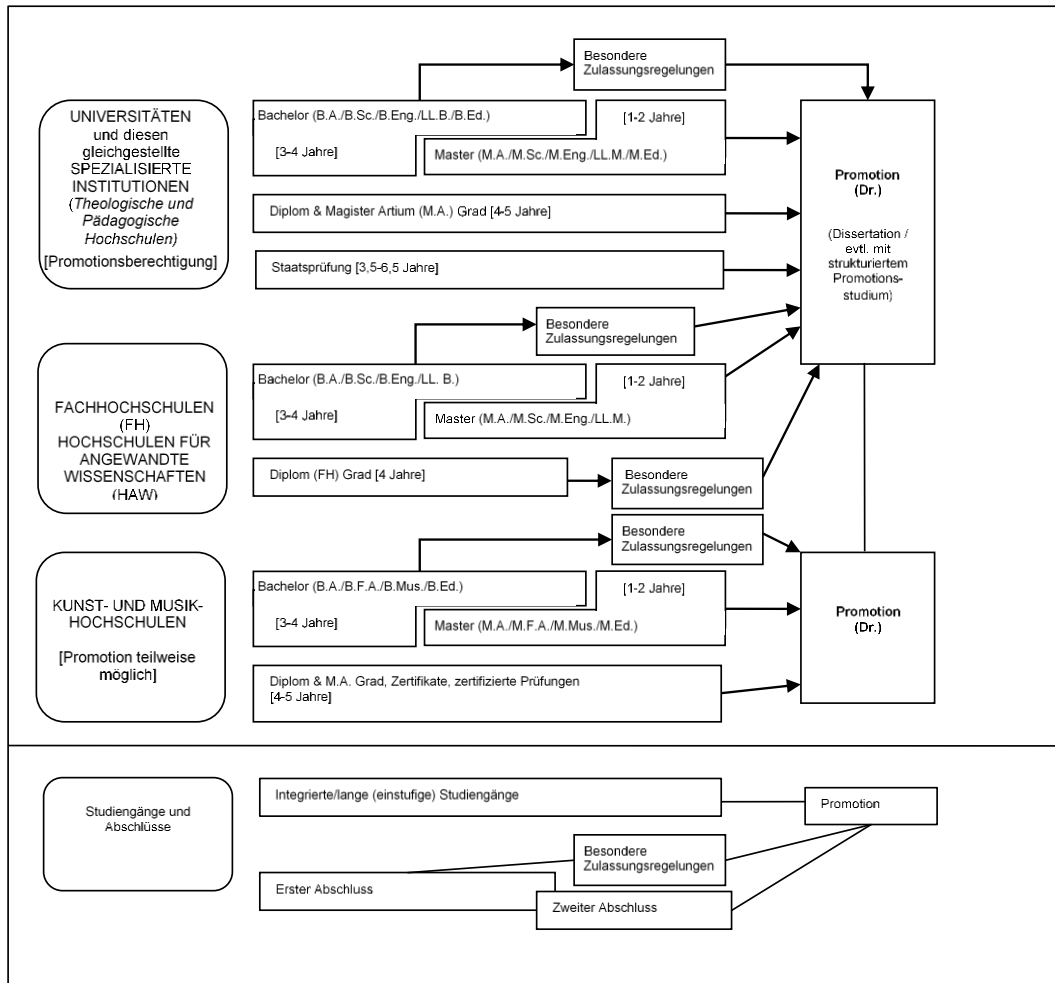 Besondere
Zulassungsregelungen
UNIVERSITÄTEN
und diesen
gleichgestellte
SPEZIALISIERTE
INSTITUTIONEN
(Theologische und
Pädagogische
Hochschulen)
[Promotionsberechtigung]
Bachelor (B.A./B.Sc./B.Eng./LL.B./B.Ed.)
[3-4 Jahre]
[1-2 Jahre]
Master (M.A./M.Sc./M.Eng./LL.M./M.Ed.)
Diplom & Magister Artium (M.A.) Grad [4-5 Jahre]
Staatsprüfung [3,5-6,5 Jahre]
Promotion
(Dr.)
(Dissertation /
evtl. mit
strukturiertem
Promotions-
studium)
Besondere
Zulassungsregelungen
FACHHOCHSCHULEN
(FH)
HOCHSCHULEN FÜR
ANGEWANDTE
WISSENSCHAFTEN
(HAW)
Bachelor (B.A./B.Sc./B.Eng./LL. B.)
[3-4 Jahre]
[1-2 Jahre]
Master (M.A./M.Sc./M.Eng./LL.M.)
Diplom (FH) Grad [4 Jahre]
Besondere
Zulassungsregelungen
Besondere
Zulassungsregelungen
KUNST- UND MUSIK-
HOCHSCHULEN
[Promotion teilweise
möglich]
Bachelor (B.A./B.F.A./B.Mus./B.Ed.)
[3-4 Jahre]
[1-2 Jahre]
Master (M.A./M.F.A./M.Mus./M.Ed.)
Diplom & M.A. Grad, Zertifikate, zertifizierte Prüfungen
[4-5 Jahre]
Promotion
(Dr.)
Studiengänge und
Abschlüsse
Integrierte/lange (einstufige) Studiengänge
Promotion
Besondere
Zulassungsregelungen
Erster Abschluss
Zweiter Abschluss